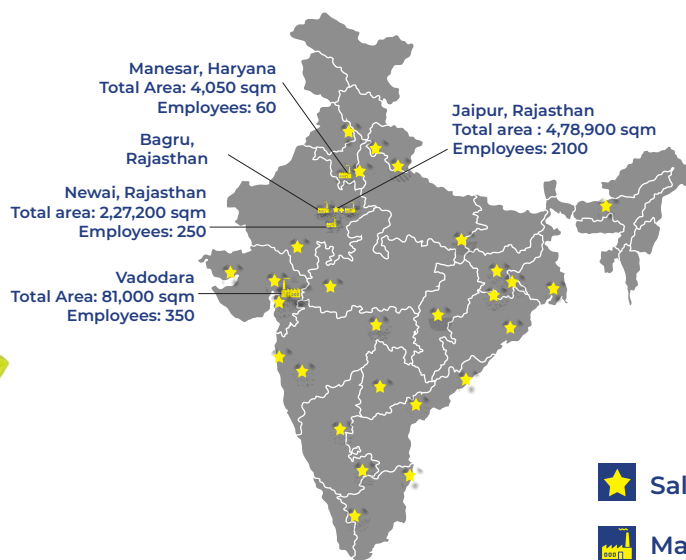 Manesar, Haryana
Total Area: 4,050 sqm
Employees: 60
Jaipur, Rajasthan
Total area : 4,78,900 sqm
Employees: 2100
Bagru,
Rajasthan
Newai, Rajasthan
Total area: 2,27,200 sqm
Employees: 250
Vadodara
Total Area: 81,000 sqm
Employees: 350
Sal
Ma